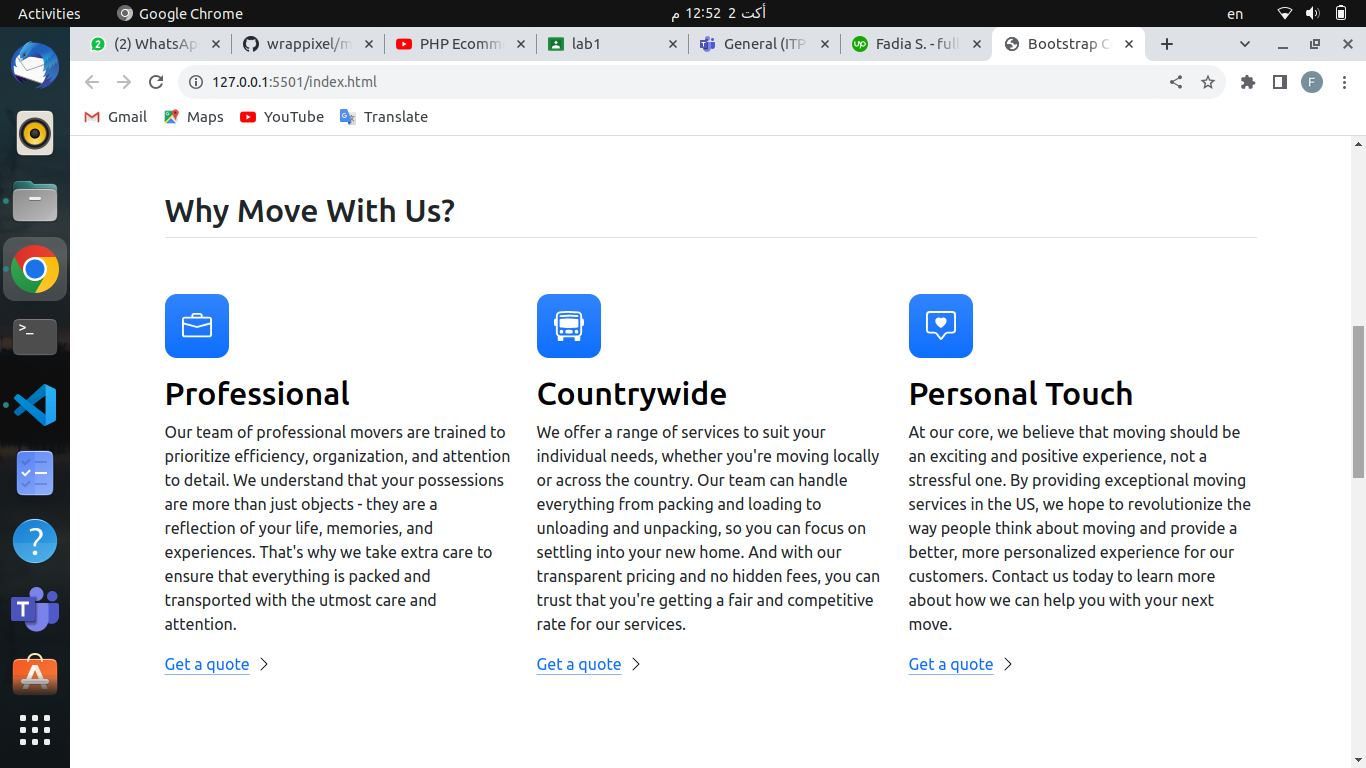 Activities
Google Chrome
أكت 2 12:52 م
en
2
(2) WhatsAp
wrappixel/m
PHP Ecomm
lab1
General (ITP
up
Fadia S. - full
Bootstrap C
127.0.0.1:5501/index.html
F
Gmail
Maps
YouTube
Translate
Why Move With Us?
Professional
Our team of professional movers are trained to
prioritize efficiency, organization, and attention
to detail. We understand that your possessions
are more than just objects - they are a
reflection of your life, memories, and
experiences. That's why we take extra care to
ensure that everything is packed and
transported with the utmost care and
attention.
Get a quote
Countrywide
We offer a range of services to suit your
individual needs, whether you're moving locally
or across the country. Our team can handle
everything from packing and loading to
unloading and unpacking, so you can focus on
settling into your new home. And with our
transparent pricing and no hidden fees, you can
trust that you're getting a fair and competitive
rate for our services.
Get a quote
Personal Touch
At our core, we believe that moving should be
an exciting and positive experience, not a
stressful one. By providing exceptional moving
services in the US, we hope to revolutionize the
way people think about moving and provide a
better, more personalized experience for our
customers. Contact us today to learn more
about how we can help you with your next
move.
Get a quote